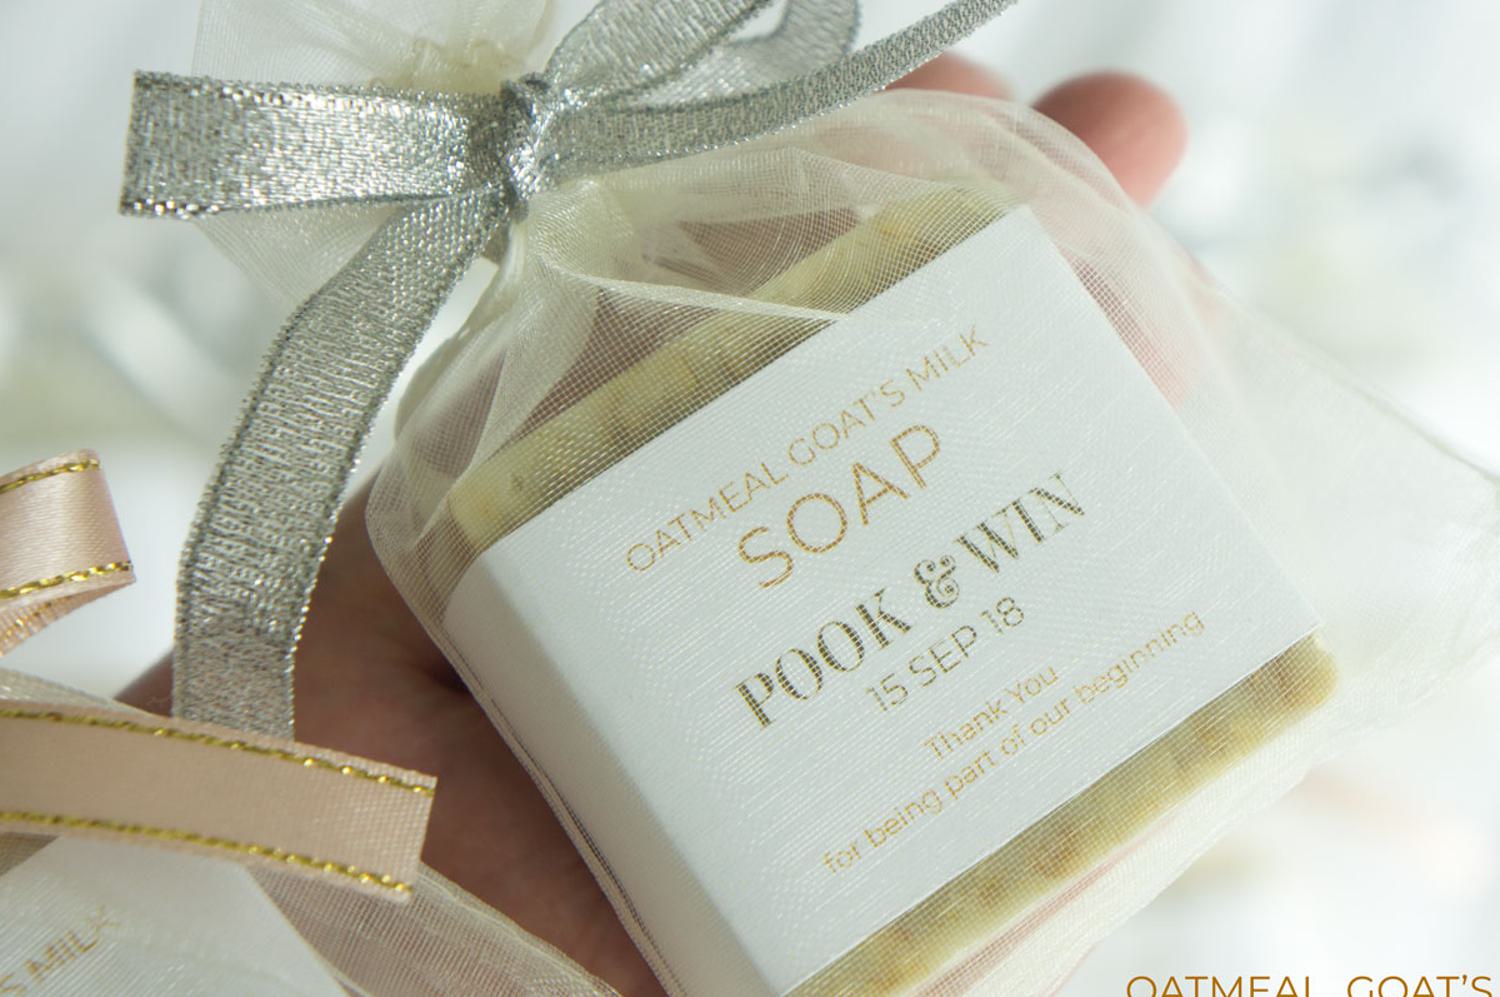 OATMEAL GOAT'S MILK
SOAP
POOK & WIN
15 SEP 18
Thank You
for being part of our beginning
S MILK
OATMEAL GOAT'S